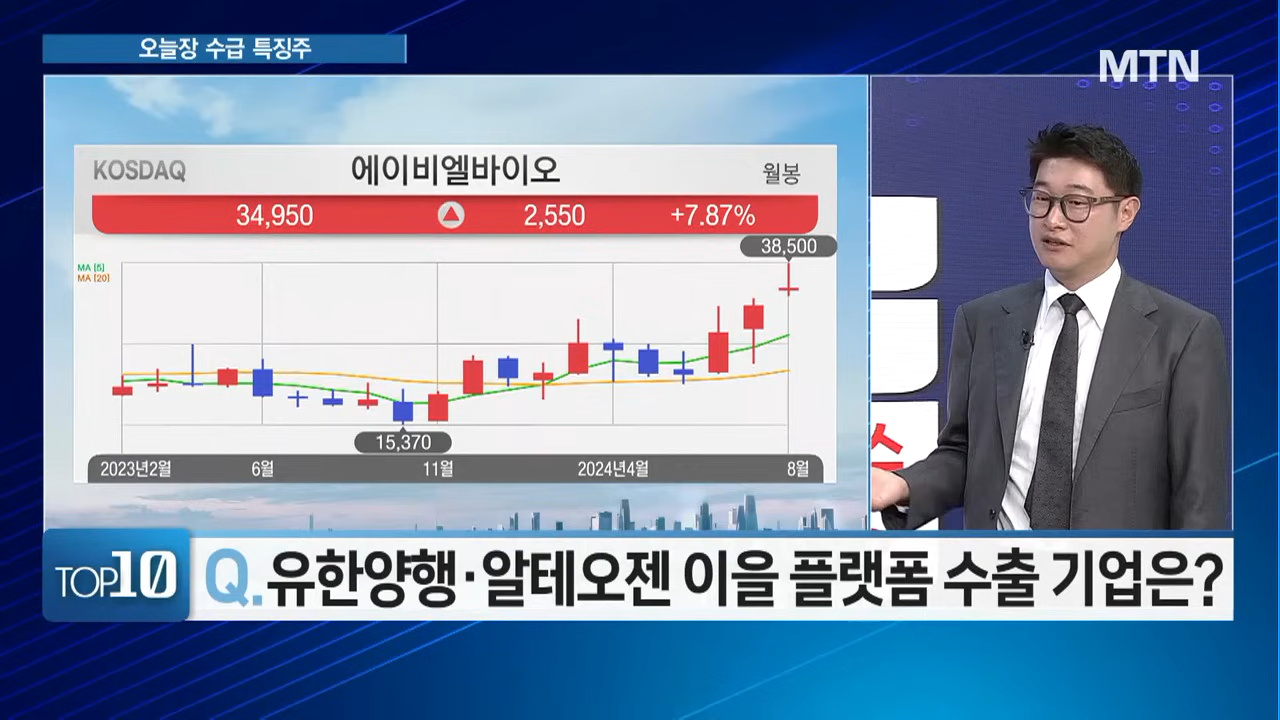 오늘장 수급 특징주
MTN
KOSDAQ 에이비엘바이오 월봉
34,950 2,550 +7.87%
38,500
MA [5]
MA [20]
15,370
2023년2월 6월 11월 2024년4월 8월
TOP10 Q.유한양행·알테오젠 이을 플랫폼 수출 기업은?